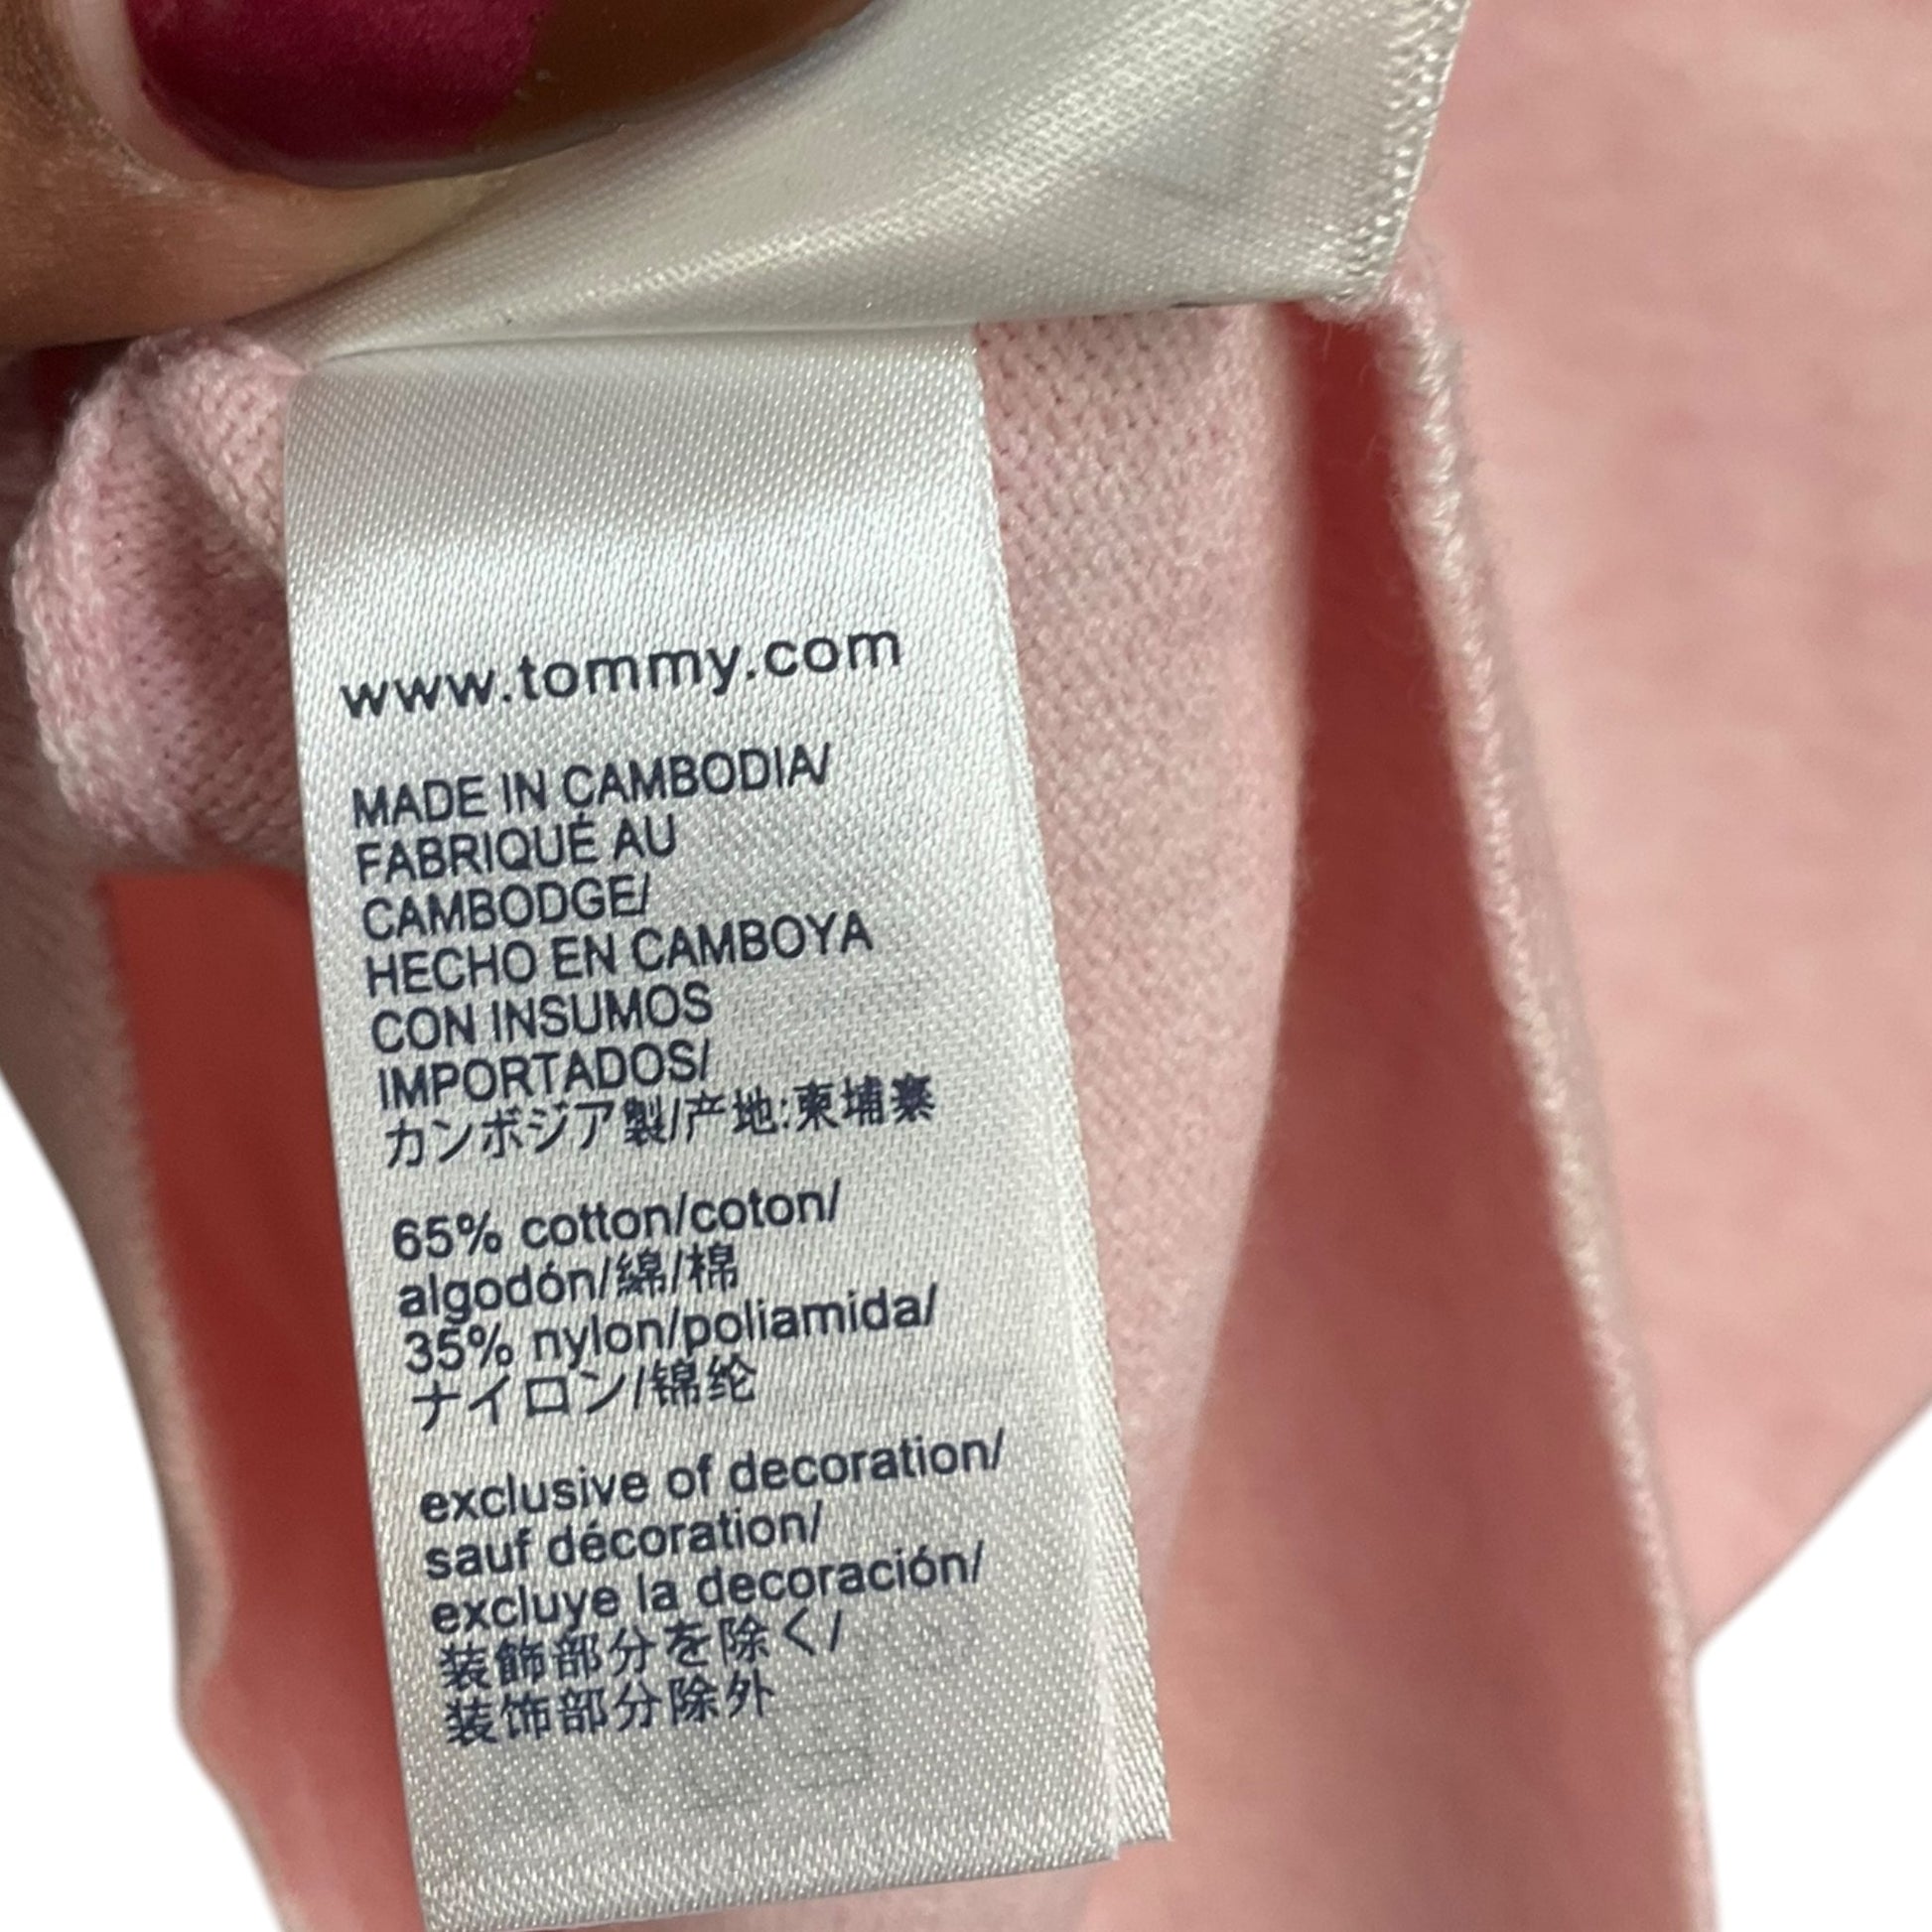 www.tommy.com
MADE IN CAMBODIA/
FABRIQUÉ AU
CAMBODGE/
HECHO EN CAMBOYA
CON INSUMOS
IMPORTADOS/
カンボジア製/产地:柬埔寨
65% cotton/coton/
algodón/綿/棉
35% nylon/poliamida/
ナイロン/锦纶
exclusive of decoration/
sauf décoration/
excluye la decoración/
装飾部分を除く/
装饰部分除外